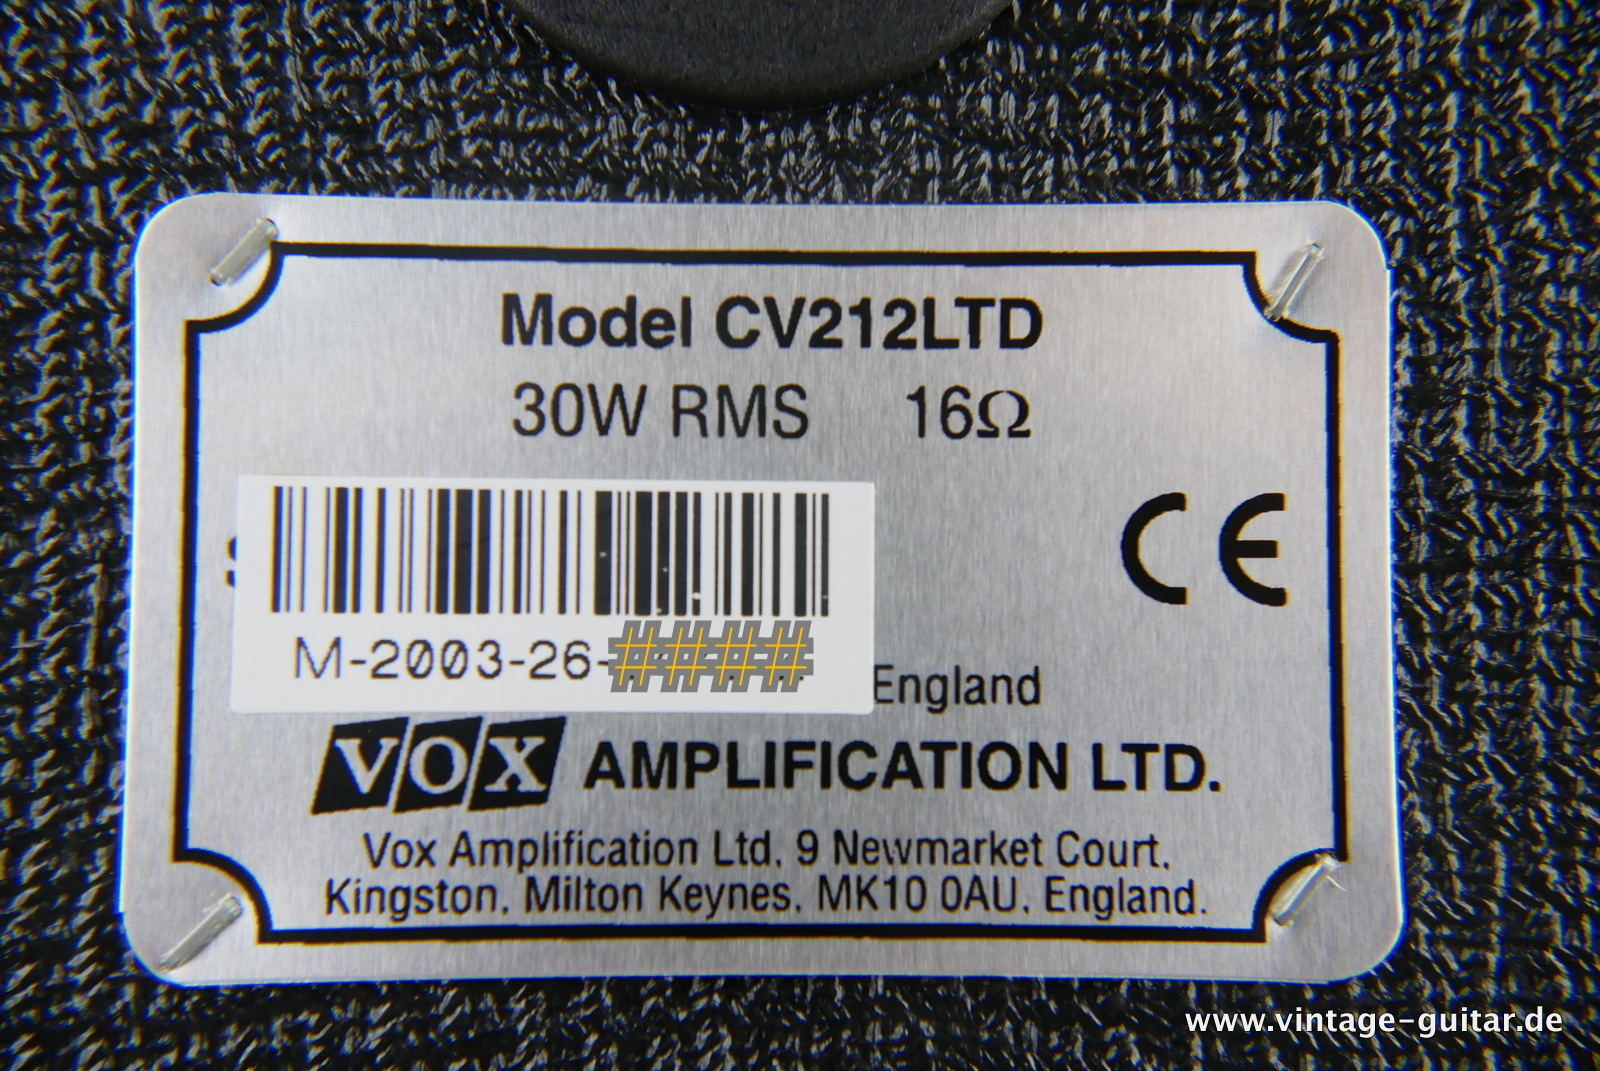 Model CV212LTD
30W RMS 16Ω
CE
M-2003-26-####
England
VOX AMPLIFICATION LTD.
Vox Amplification Ltd. 9 Newmarket Court.
Kingston. Milton Keynes. MK10 0AU. England.
www.vintage-guitar.de